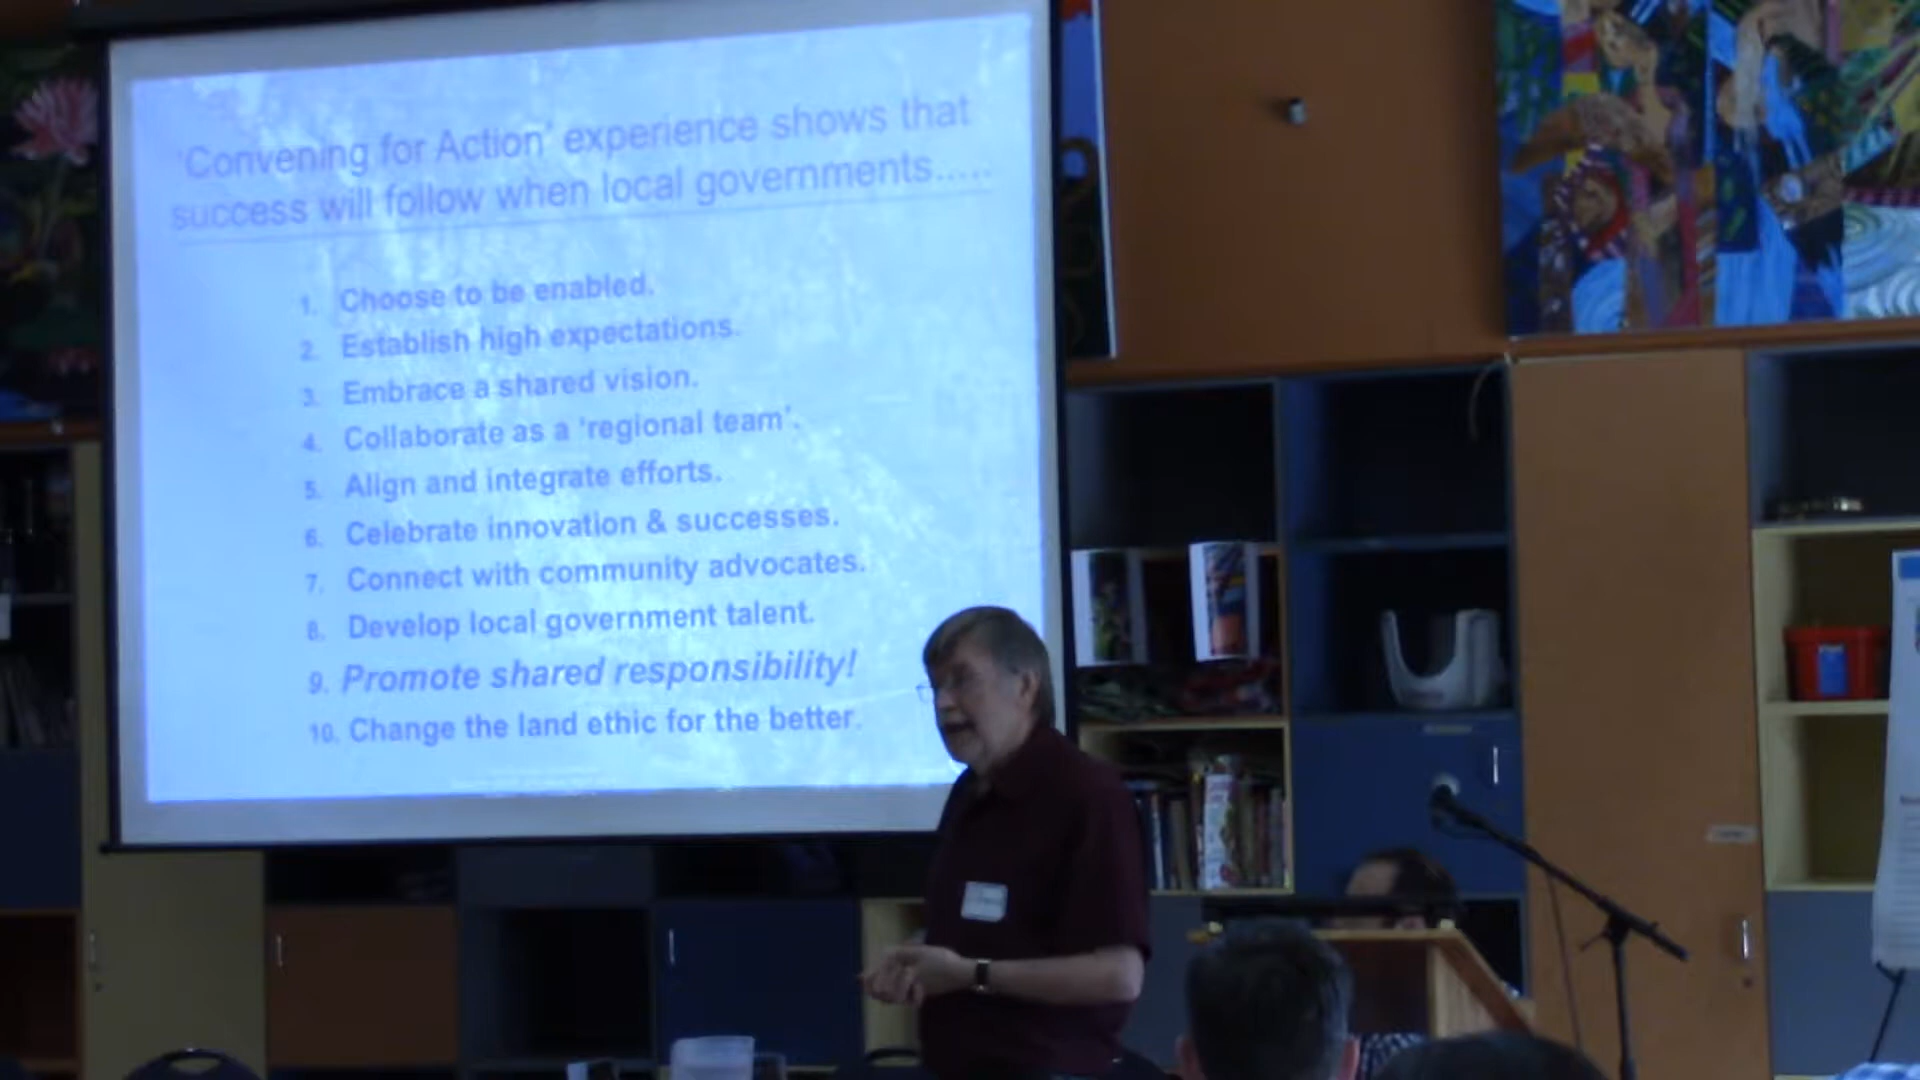 'Convening for Action' experience shows that
success will follow when local governments.....
1. Choose to be enabled.
2. Establish high expectations.
3. Embrace a shared vision.
4. Collaborate as a 'regional team'.
5. Align and integrate efforts.
6. Celebrate innovation & successes.
7. Connect with community advocates.
8. Develop local government talent.
9. Promote shared responsibility!
10. Change the land ethic for the better.